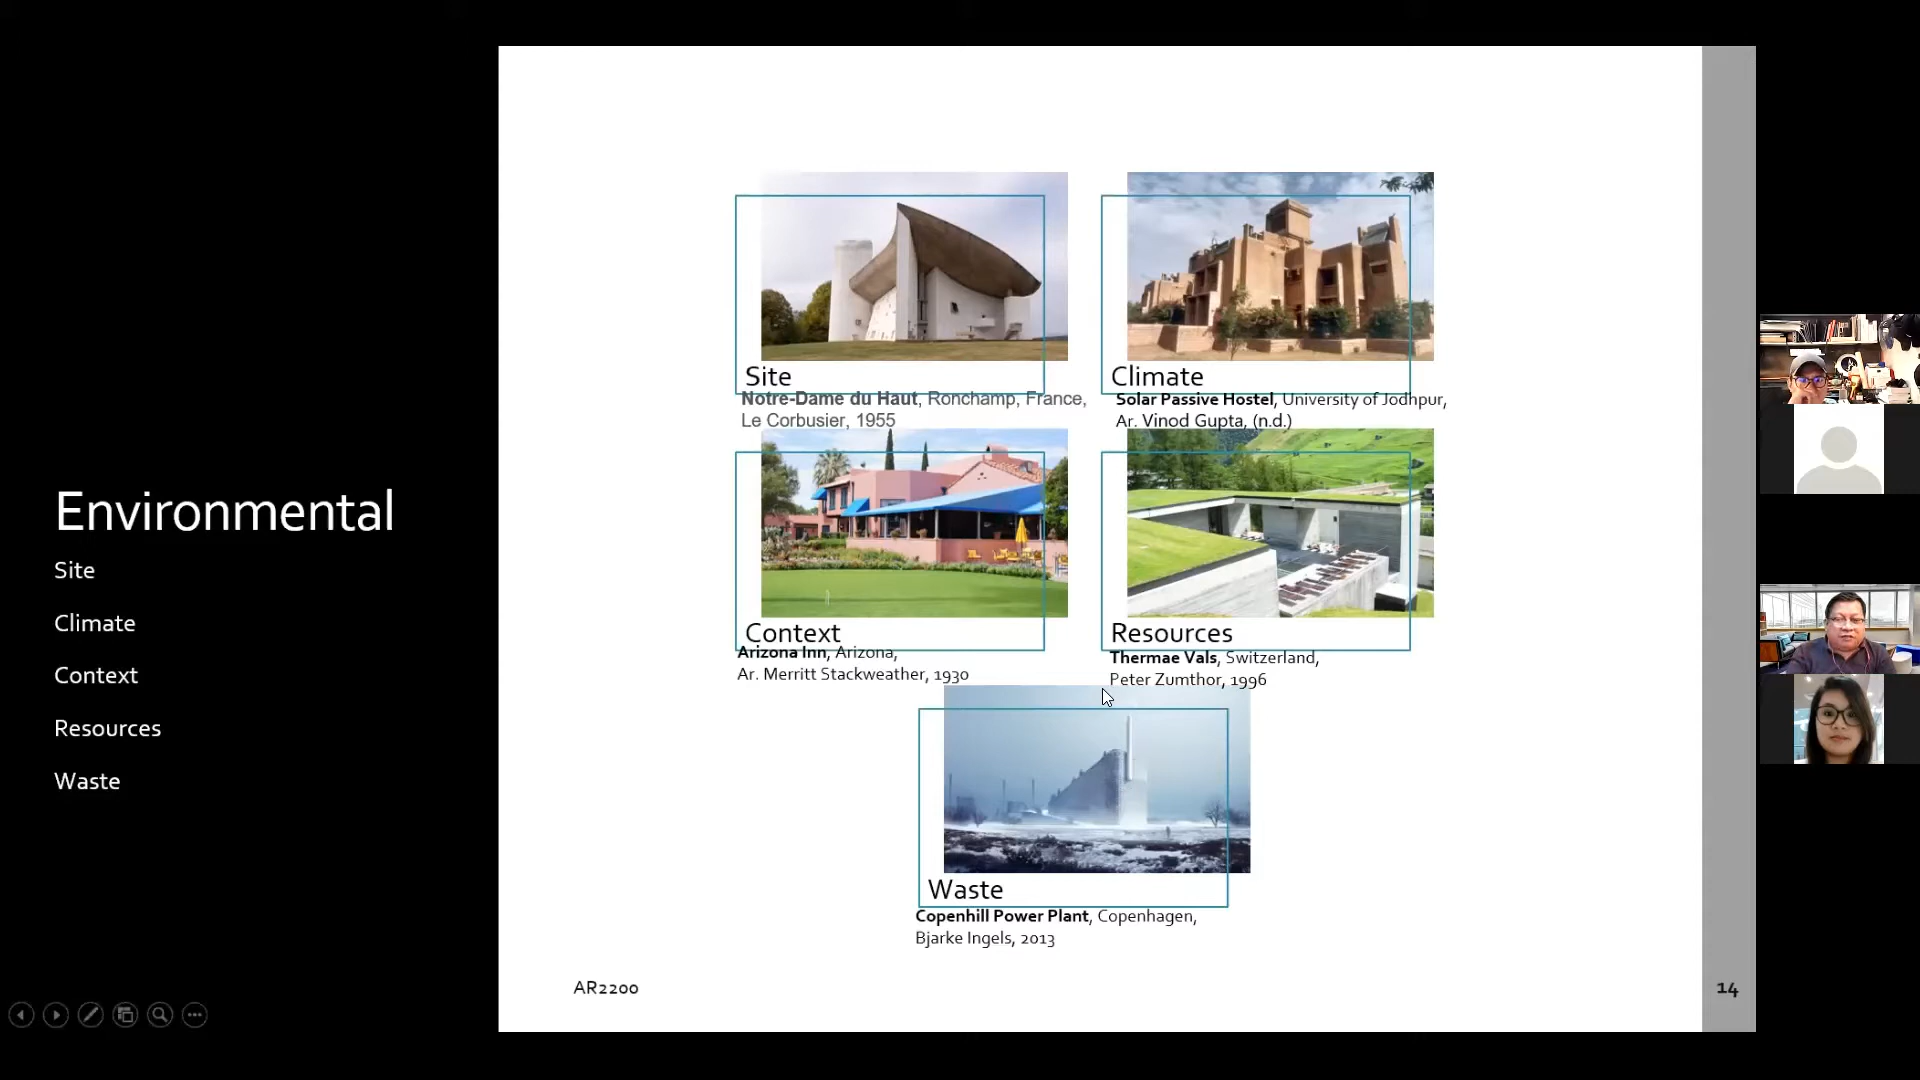 Environmental
Site
Climate
Context
Resources
Waste
Site
Notre-Dame du Haut, Ronchamp, France,
Le Corbusier, 1955
Climate
Solar Passive Hostel, University of Jodhpur,
Ar. Vinod Gupta, (n.d.)
Context
Arizona Inn, Arizona,
Ar. Merritt Stackweather, 1930
Resources
Thermae Vals, Switzerland,
Peter Zumthor, 1996
Waste
Copenhill Power Plant, Copenhagen,
Bjarke Ingels, 2013
AR2200
14